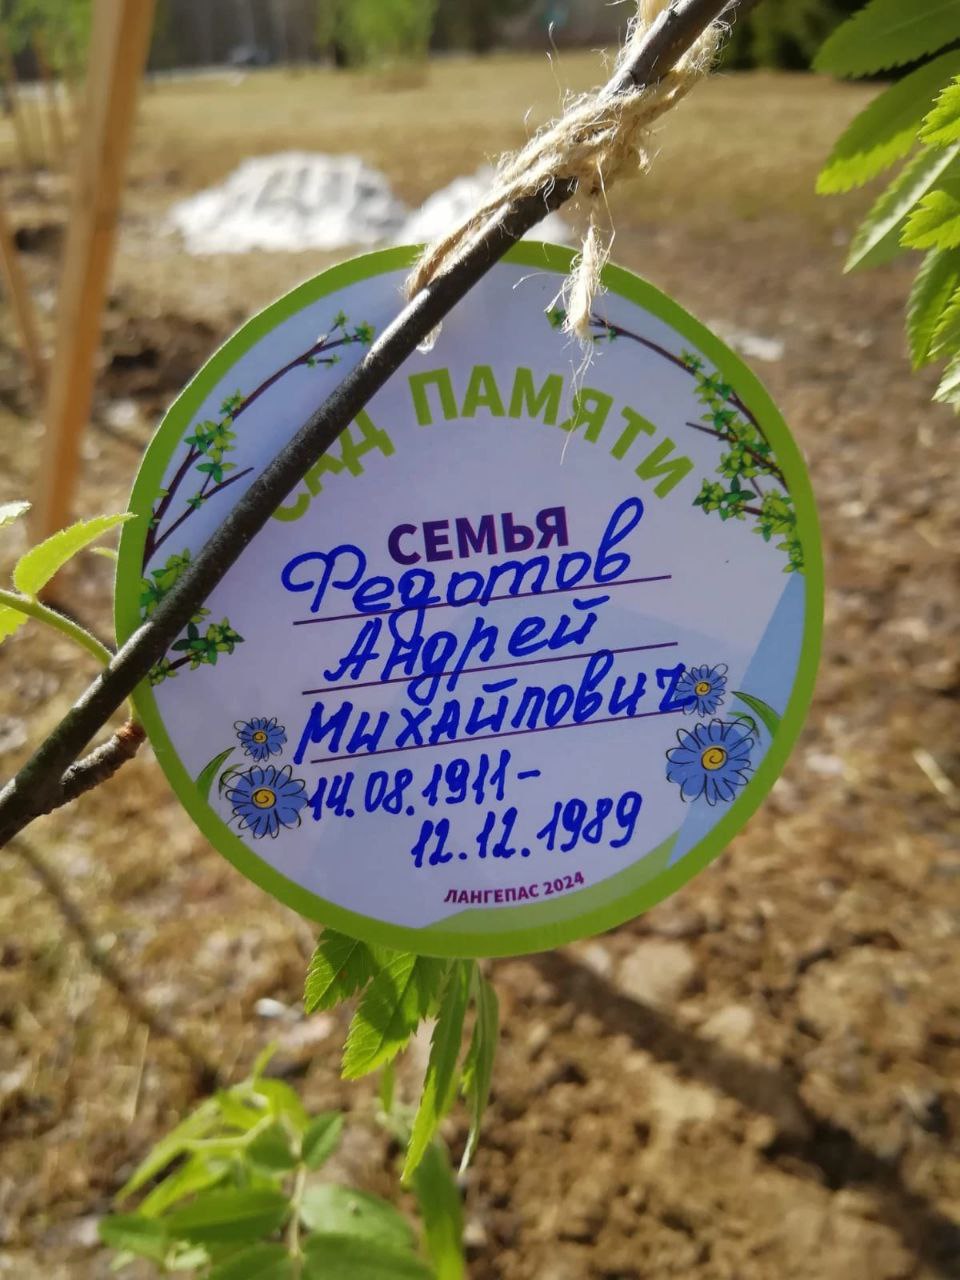 САД ПАМЯТИ
СЕМЬЯ
Федотов
Андрей
Михайлович
14.08.1911-
12.12.1989
ЛАНГЕПАС 2024